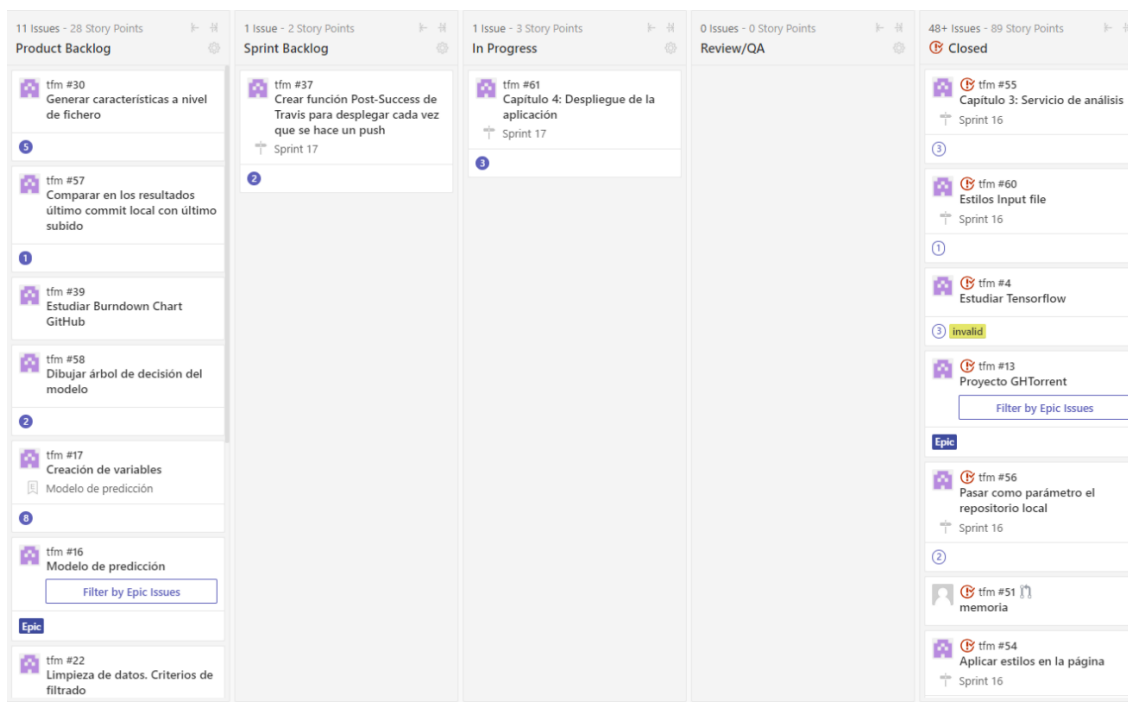 11 Issues - 28 Story Points
Product Backlog
tfm #30
Generar características a nivel
de fichero
5
tfm #57
Comparar en los resultados
último commit local con último
subido
1
tfm #39
Estudiar Burndown Chart
GitHub
tfm #58
Dibujar árbol de decisión del
modelo
2
tfm #17
Creación de variables
Modelo de predicción
8
tfm #16
Modelo de predicción
Filter by Epic Issues
Epic
tfm #22
Limpieza de datos. Criterios de
filtrado
1 Issue - 2 Story Points
Sprint Backlog
tfm #37
Crear función Post-Success de
Travis para desplegar cada vez
que se hace un push
Sprint 17
2
1 Issue - 3 Story Points
In Progress
tfm #61
Capítulo 4: Despliegue de la
aplicación
Sprint 17
3
0 Issues - 0 Story Points
Review/QA
48+ Issues - 89 Story Points
Closed
tfm #55
Capítulo 3: Servicio de análisis
Sprint 16
3
tfm #60
Estilos Input file
Sprint 16
1
tfm #4
Estudiar Tensorflow
3 invalid
tfm #13
Proyecto GHTorrent
Filter by Epic Issues
Epic
tfm #56
Pasar como parámetro el
repositorio local
Sprint 16
2
tfm #51
memoria
tfm #54
Aplicar estilos en la página
Sprint 16